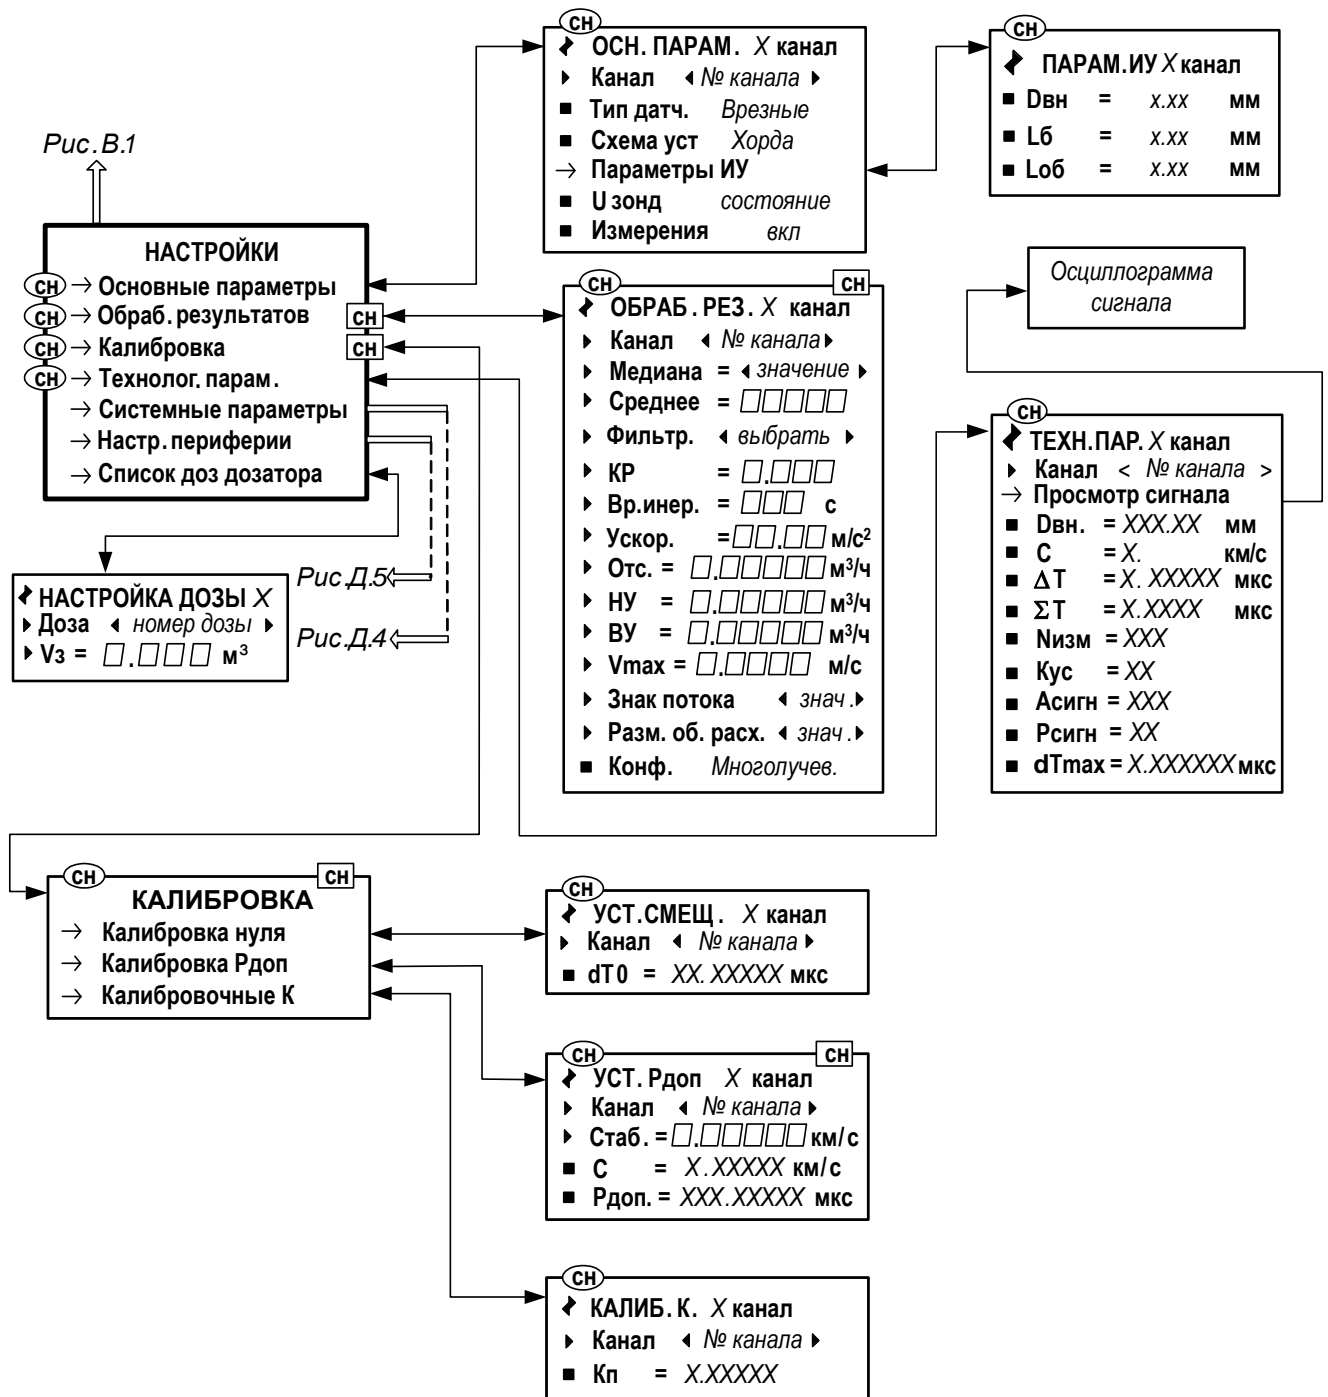 Рис.В.1
НАСТРОЙКИ
СН → Основные параметры
СН → Обраб. результатов СН
СН → Калибровка СН
СН → Технолог. парам.
→ Системные параметры
→ Настр. периферии
→ Список доз дозатора
НАСТРОЙКА ДОЗЫ X
Доза номер дозы
Vз = □.□□□ м³
Рис.Д.5
Рис.Д.4
СН
ОСН. ПАРАМ. X канал
Канал № канала
Тип датч. Врезные
Схема уст Хорда
→ Параметры ИУ
U зонд состояние
Измерения вкл
СН
ПАРАМ.ИУ X канал
Dвн = x.xx мм
Lб = x.xx мм
Lоб = x.xx мм
СН СН
ОБРАБ. РЕЗ. X канал
Канал № канала
Медиана = значение
Среднее = □□□□□
Фильтр. выбрать
КР = □.□□□
Вр.инер. = □□□ с
Ускор. = □□.□□ м/с²
Отс. = □.□□□□□ м³/ч
НУ = □.□□□□□ м³/ч
ВУ = □.□□□□□ м³/ч
Vmax = □.□□□□ м/с
Знак потока знач.
Разм. об. расх. знач.
Конф. Многолучев.
Осциллограмма
сигнала
СН
ТЕХН.ПАР. X канал
Канал < № канала >
→ Просмотр сигнала
Dвн. = XXX.XX мм
С = X. км/с
ΔT = X. XXXXX мкс
ΣT = X.XXXX мкс
Nизм = XXX
Кус = XX
Асигн = XXX
Рсигн = XX
dTmax = X.XXXXXX мкс
СН СН
КАЛИБРОВКА
→ Калибровка нуля
→ Калибровка Рдоп
→ Калибровочные К
СН
УСТ.СМЕЩ. X канал
Канал № канала
dT0 = XX. XXXXX мкс
СН СН
УСТ. Рдоп X канал
Канал № канала
Стаб. = □.□□□□□ км/с
С = X.XXXXX км/с
Рдоп. = XXX.XXXXX мкс
СН
КАЛИБ. К. X канал
Канал № канала
Кп = X.XXXXX